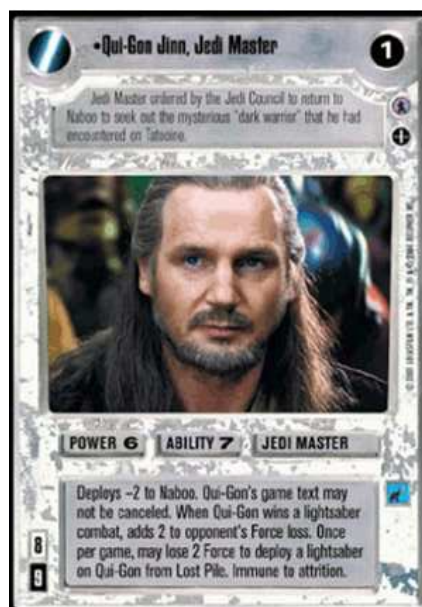 •Qui-Gon Jinn, Jedi Master
1
Jedi Master ordered by the Jedi Council to return to
Naboo to seek out the mysterious "dark warrior" that he had
encountered on Tatooine.
POWER 6 ABILITY 7 JEDI MASTER
Deploys –2 to Naboo. Qui-Gon's game text may
not be canceled. When Qui-Gon wins a lightsaber
combat, adds 2 to opponent's Force loss. Once
per game, may lose 2 Force to deploy a lightsaber
on Qui-Gon from Lost Pile. Immune to attrition.
8
9